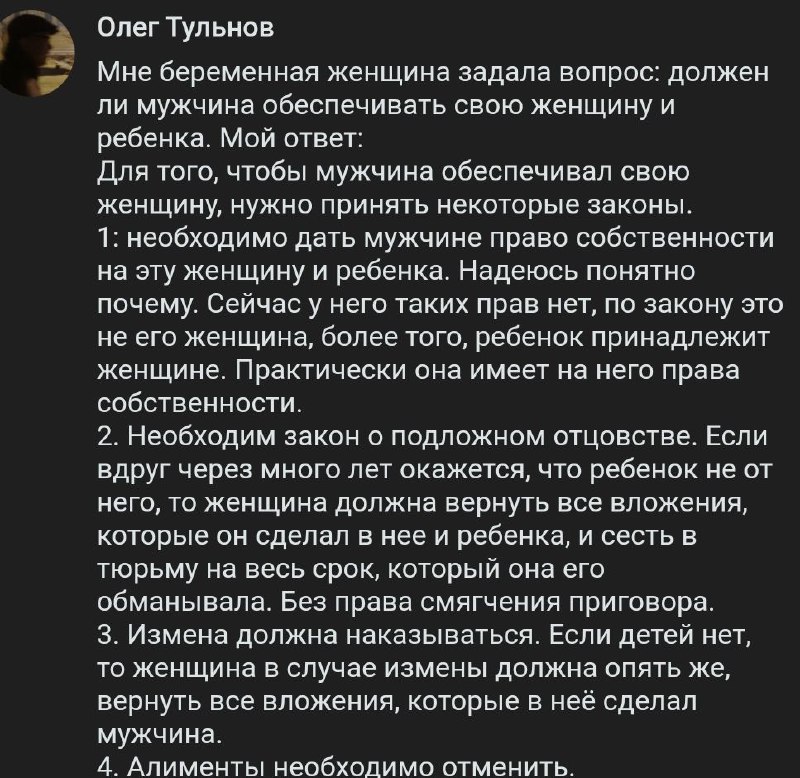 Олег Тульнов
Мне беременная женщина задала вопрос: должен
ли мужчина обеспечивать свою женщину и
ребенка. Мой ответ:
Для того, чтобы мужчина обеспечивал свою
женщину, нужно принять некоторые законы.
1: необходимо дать мужчине право собственности
на эту женщину и ребенка. Надеюсь понятно
почему. Сейчас у него таких прав нет, по закону это
не его женщина, более того, ребенок принадлежит
женщине. Практически она имеет на него права
собственности.
2. Необходим закон о подложном отцовстве. Если
вдруг через много лет окажется, что ребенок не от
него, то женщина должна вернуть все вложения,
которые он сделал в нее и ребенка, и сесть в
тюрьму на весь срок, который она его
обманывала. Без права смягчения приговора.
3. Измена должна наказываться. Если детей нет,
то женщина в случае измены должна опять же,
вернуть все вложения, которые в неё сделал
мужчина.
4. Алименты необходимо отменить.